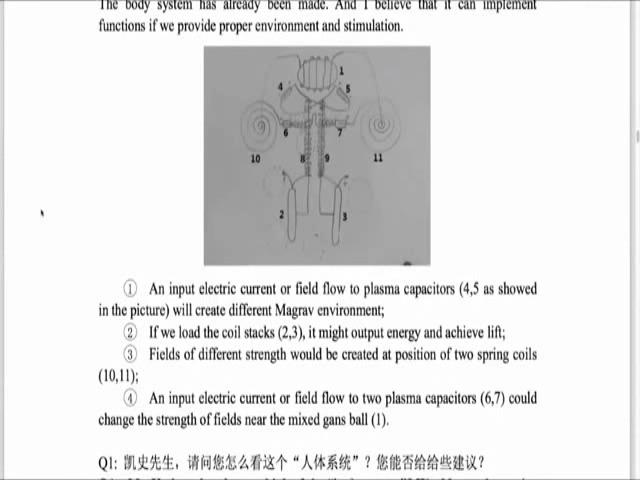 The body system has already been made. And I believe that it can implement
functions if we provide proper environment and stimulation.
1
4
5
6
7
10
8
9
11
2
3
① An input electric current or field flow to plasma capacitors (4,5 as showed
in the picture) will create different Magrav environment;
② If we load the coil stacks (2,3), it might output energy and achieve lift;
③ Fields of different strength would be created at position of two spring coils
(10,11);
④ An input electric current or field flow to two plasma capacitors (6,7) could
change the strength of fields near the mixed gans ball (1).
Q1: 凯史先生，请问您怎么看这个“人体系统”？您能否给给些建议？